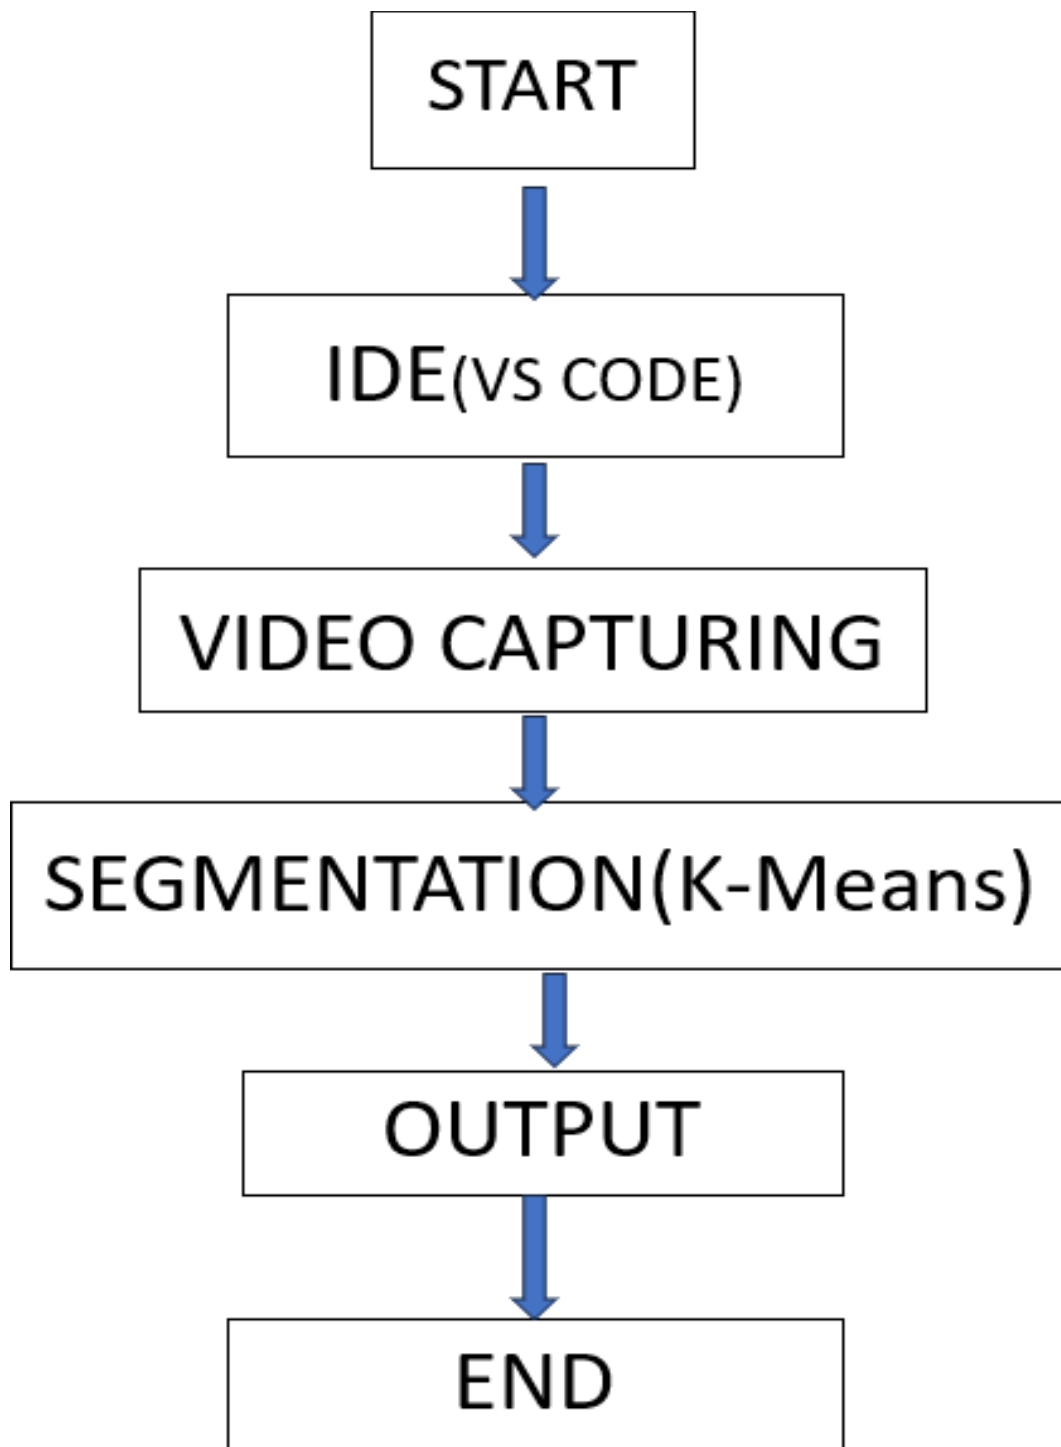 START
IDE(VS CODE)
VIDEO CAPTURING
SEGMENTATION(K-Means)
OUTPUT
END